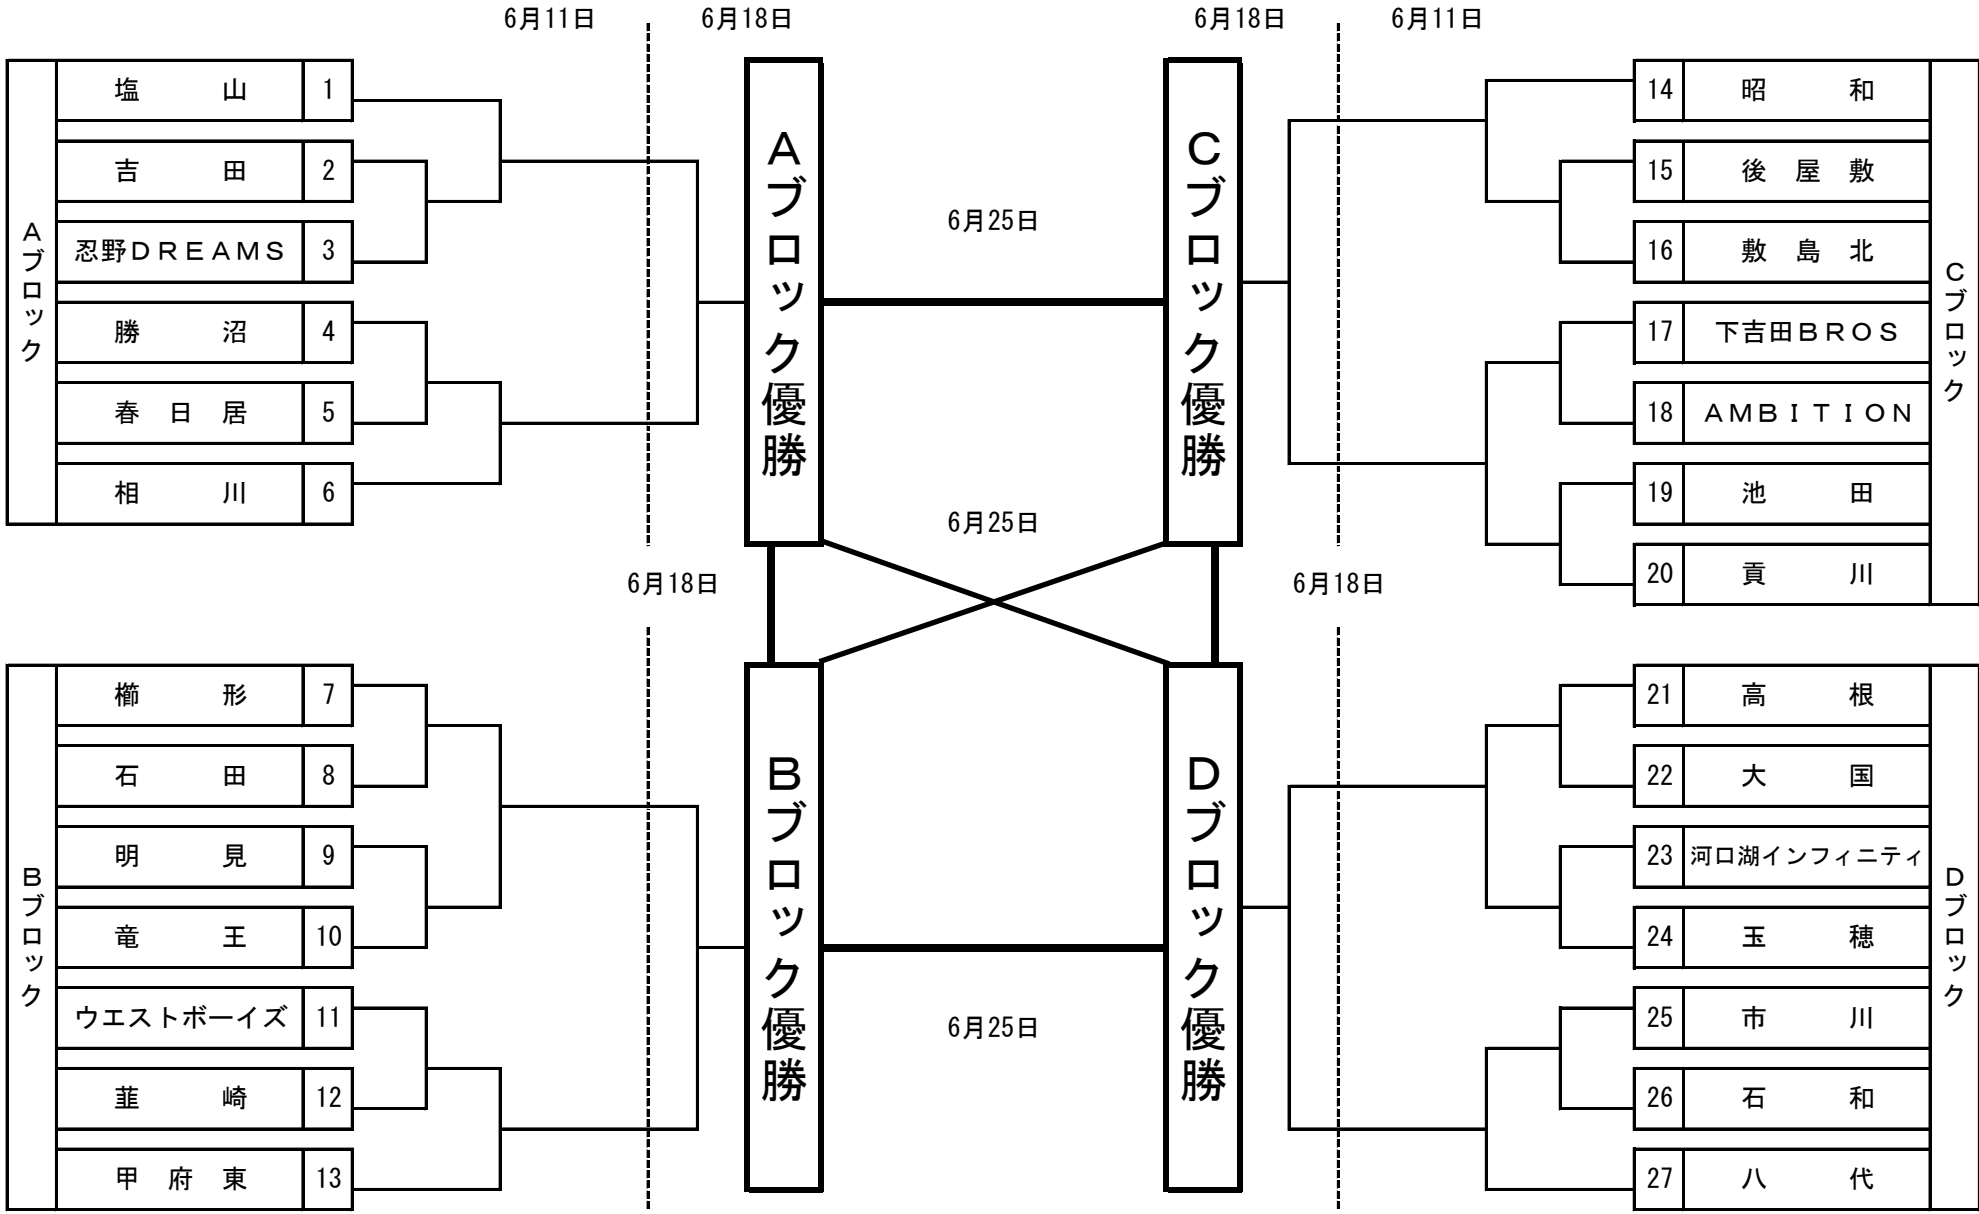 6月11日
6月18日
6月18日
6月11日
Aブロック
塩山 1
吉田 2
忍野DREAMS 3
勝沼 4
春日居 5
相川 6
Aブロック優勝
6月25日
6月25日
Cブロック優勝
14 昭和
15 後屋敷
16 敷島北
17 下吉田BROS
18 AMBITION
19 池田
20 貢川
Cブロック
6月18日
6月18日
Bブロック
櫛形 7
石田 8
明見 9
竜王 10
ウエストボーイズ 11
韮崎 12
甲府東 13
Bブロック優勝
6月25日
Dブロック優勝
21 高根
22 大国
23 河口湖インフィニティ
24 玉穂
25 市川
26 石和
27 八代
Dブロック